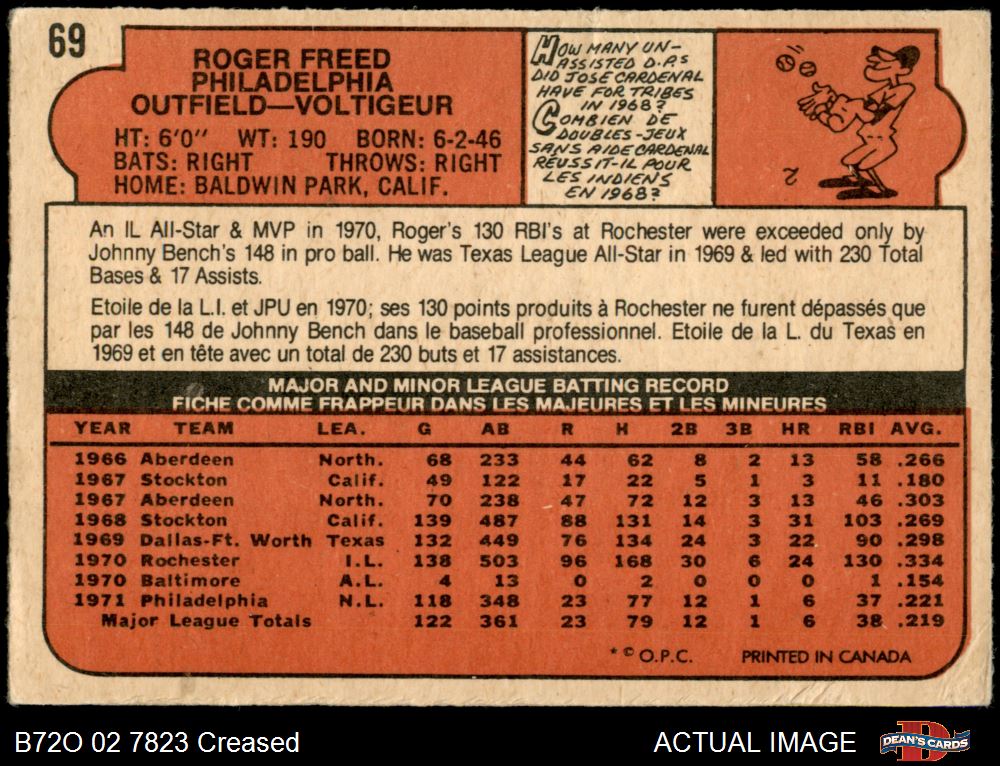 69
ROGER FREED
PHILADELPHIA
OUTFIELD—VOLTIGEUR
HT: 6'0" WT: 190 BORN: 6-2-46
BATS: RIGHT THROWS: RIGHT
HOME: BALDWIN PARK, CALIF.
HOW MANY UN-
ASSISTED D.P.S
DID JOSE CARDENAL
HAVE FOR TRIBES
IN 1968?
COMBIEN DE
DOUBLES-JEUX
SANS AIDE CARDENAL
RÉUSSIT-IL POUR
LES INDIENS
EN 1968?
2
An IL All-Star & MVP in 1970, Roger's 130 RBI's at Rochester were exceeded only by
Johnny Bench's 148 in pro ball. He was Texas League All-Star in 1969 & led with 230 Total
Bases & 17 Assists.
Etoile de la L.I. et JPU en 1970; ses 130 points produits à Rochester ne furent dépassés que
par les 148 de Johnny Bench dans le baseball professionnel. Etoile de la L. du Texas en
1969 et en tête avec un total de 230 buts et 17 assistances.
MAJOR AND MINOR LEAGUE BATTING RECORD
FICHE COMME FRAPPEUR DANS LES MAJEURES ET LES MINEURES
YEAR TEAM LEA. G AB R H 2B 3B HR RBI AVG.
1966 Aberdeen North. 68 233 44 62 8 2 13 58 .266
1967 Stockton Calif. 49 122 17 22 5 1 3 11 .180
1967 Aberdeen North. 70 238 47 72 12 3 13 46 .303
1968 Stockton Calif. 139 487 88 131 14 3 31 103 .269
1969 Dallas-Ft. Worth Texas 132 449 76 134 24 3 22 90 .298
1970 Rochester I.L. 138 503 96 168 30 6 24 130 .334
1970 Baltimore A.L. 4 13 0 2 0 0 0 1 .154
1971 Philadelphia N.L. 118 348 23 77 12 1 6 37 .221
Major League Totals 122 361 23 79 12 1 6 38 .219
* © O.P.C. PRINTED IN CANADA
B72O 02 7823 Creased
ACTUAL IMAGE
D
DEAN'S CARDS